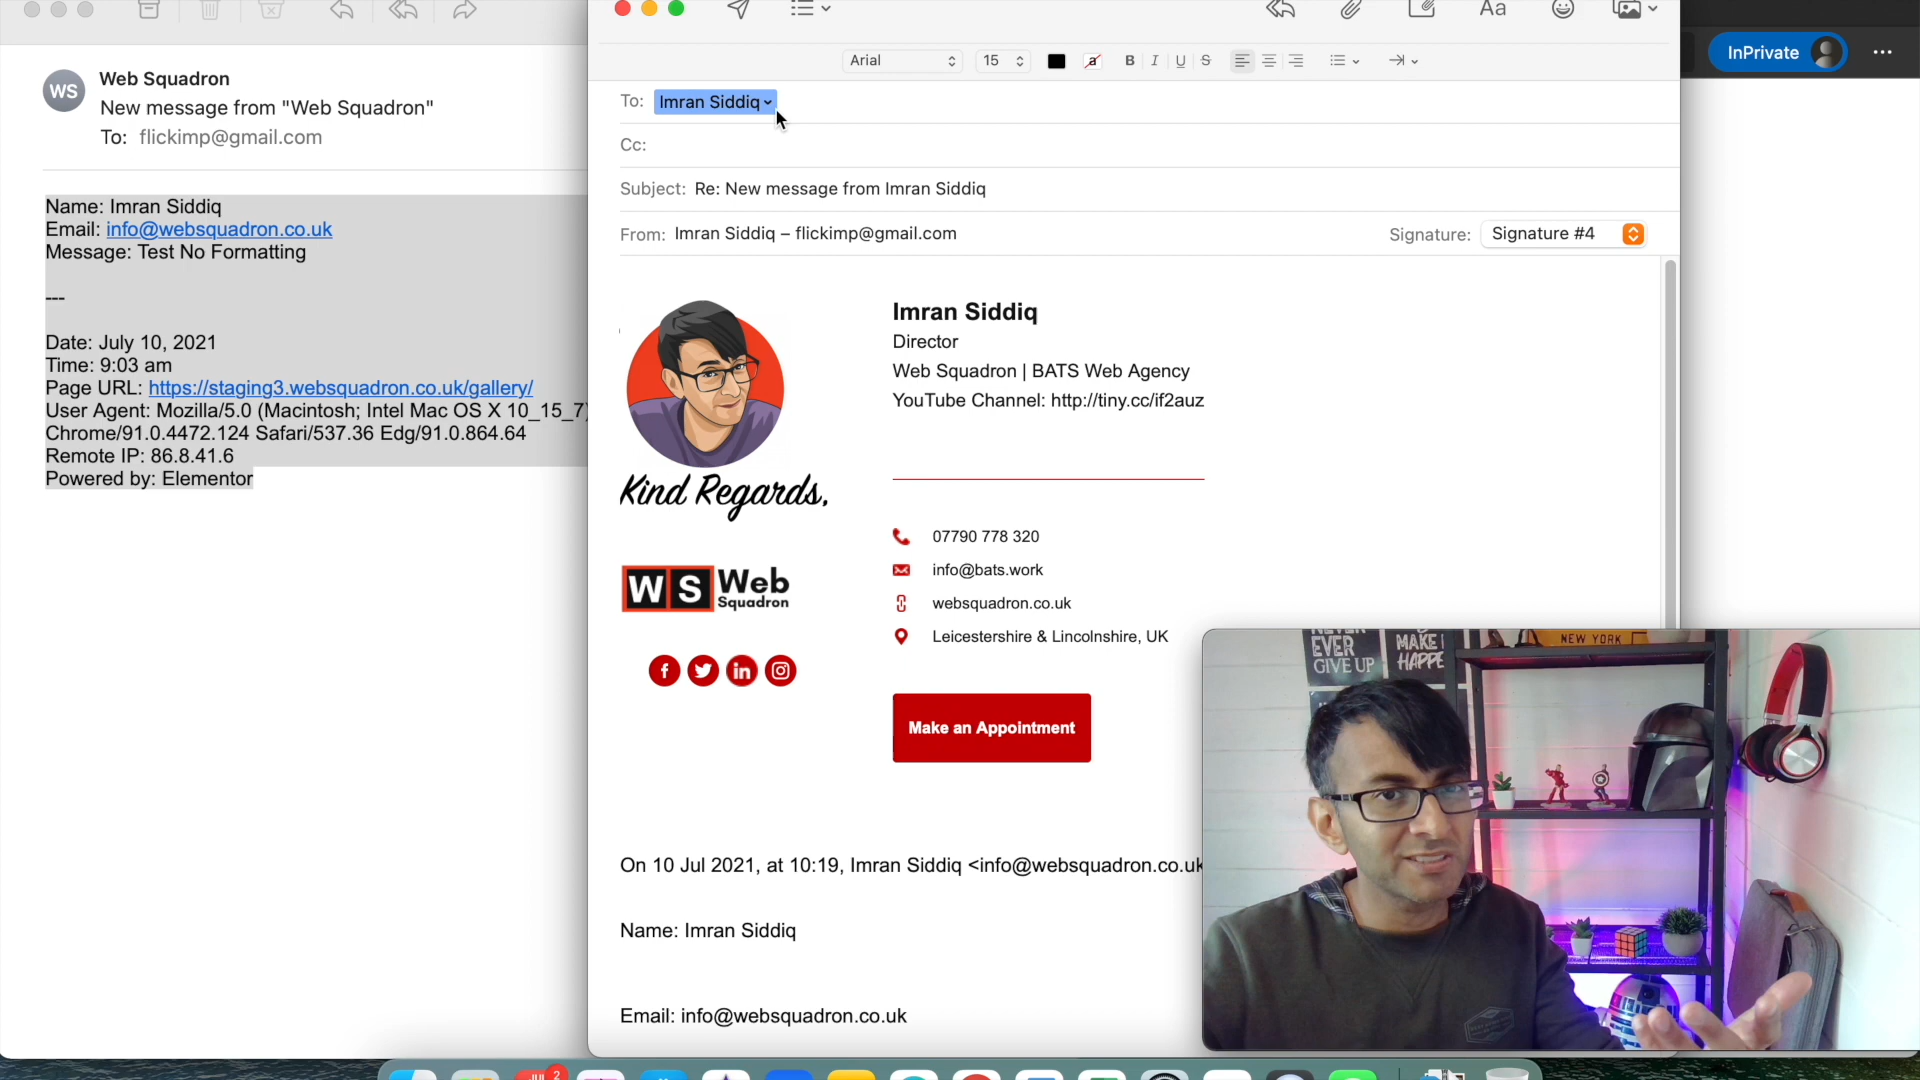 WS
Web Squadron
New message from "Web Squadron"
To: flickimp@gmail.com
Name: Imran Siddiq
Email: info@websquadron.co.uk
Message: Test No Formatting
---
Date: July 10, 2021
Time: 9:03 am
Page URL: https://staging3.websquadron.co.uk/gallery/
User Agent: Mozilla/5.0 (Macintosh; Intel Mac OS X 10_15_7)
Chrome/91.0.4472.124 Safari/537.36 Edg/91.0.864.64
Remote IP: 86.8.41.6
Powered by: Elementor
Aa
InPrivate
Arial
15
a
B I U S
To: Imran Siddiq
Cc:
Subject: Re: New message from Imran Siddiq
From: Imran Siddiq – flickimp@gmail.com
Signature: Signature #4
Kind Regards,
WS Web
Squadron
Imran Siddiq
Director
Web Squadron | BATS Web Agency
YouTube Channel: http://tiny.cc/if2auz
07790 778 320
info@bats.work
websquadron.co.uk
Leicestershire & Lincolnshire, UK
Make an Appointment
On 10 Jul 2021, at 10:19, Imran Siddiq <info@websquadron.co.uk
Name: Imran Siddiq
Email: info@websquadron.co.uk
EVER
GIVE UP
MAKE
NEW YORK
2